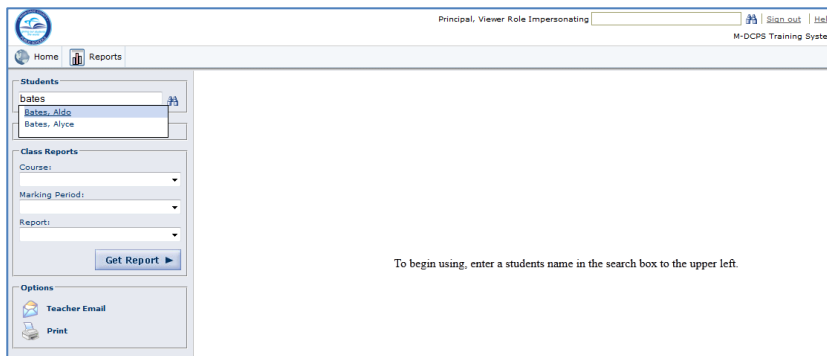 Principal, Viewer Role Impersonating
Sign out | Hel
M-DCPS Training Syste
Home
Reports
Students
bates
Bates, Aldo
Bates, Alyce
Class Reports
Course:
Marking Period:
Report:
Get Report
Options
Teacher Email
Print
To begin using, enter a students name in the search box to the upper left.